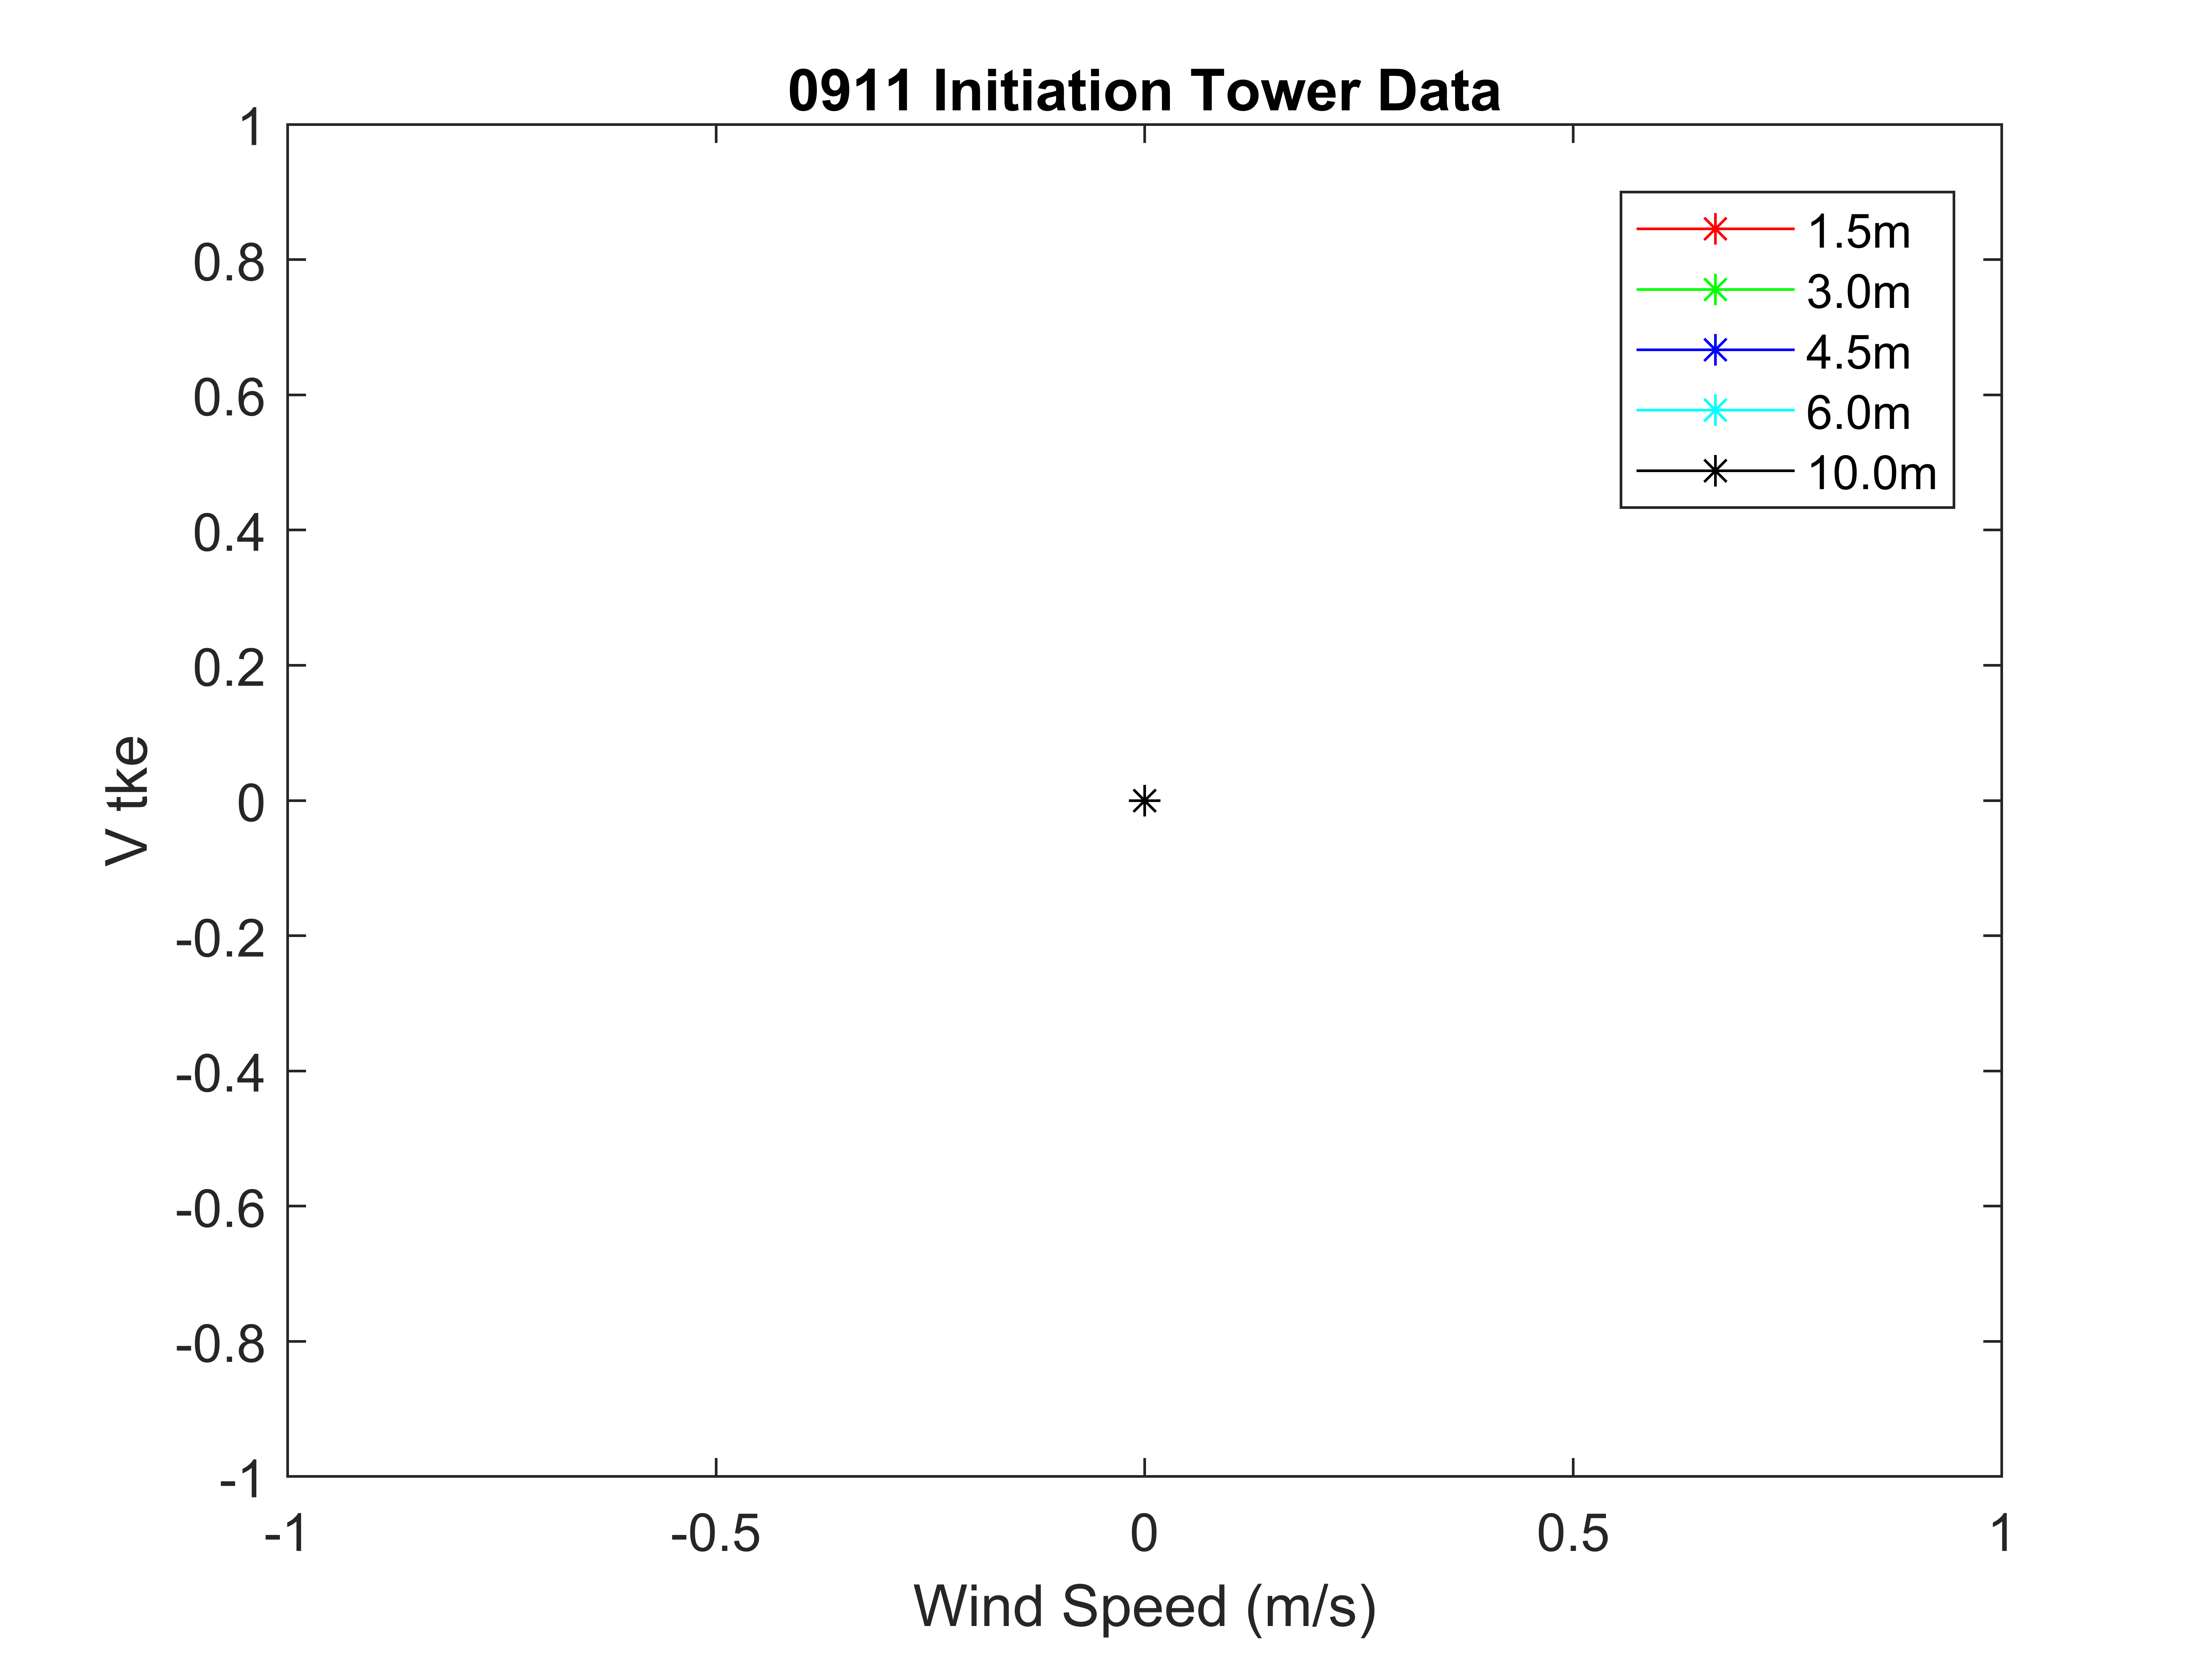 0911 Initiation Tower Data
1
0.8
0.6
0.4
0.2
0
-0.2
-0.4
-0.6
-0.8
-1
V tke
1.5m
3.0m
4.5m
6.0m
10.0m
-1 -0.5 0 0.5 1
Wind Speed (m/s)